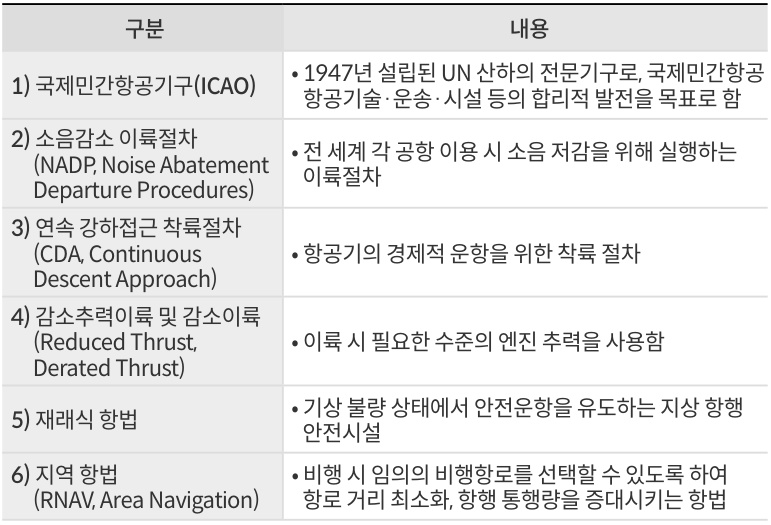 구분
내용
1) 국제민간항공기구(ICAO)
• 1947년 설립된 UN 산하의 전문기구로, 국제민간항공
항공기술·운송·시설 등의 합리적 발전을 목표로 함
2) 소음감소 이륙절차
(NADP, Noise Abatement
Departure Procedures)
• 전 세계 각 공항 이용 시 소음 저감을 위해 실행하는
이륙절차
3) 연속 강하접근 착륙절차
(CDA, Continuous
Descent Approach)
• 항공기의 경제적 운항을 위한 착륙 절차
4) 감소추력이륙 및 감소이륙
(Reduced Thrust,
Derated Thrust)
• 이륙 시 필요한 수준의 엔진 추력을 사용함
5) 재래식 항법
• 기상 불량 상태에서 안전운항을 유도하는 지상 항행
안전시설
6) 지역 항법
(RNAV, Area Navigation)
• 비행 시 임의의 비행항로를 선택할 수 있도록 하여
항로 거리 최소화, 항행 통행량을 증대시키는 항법